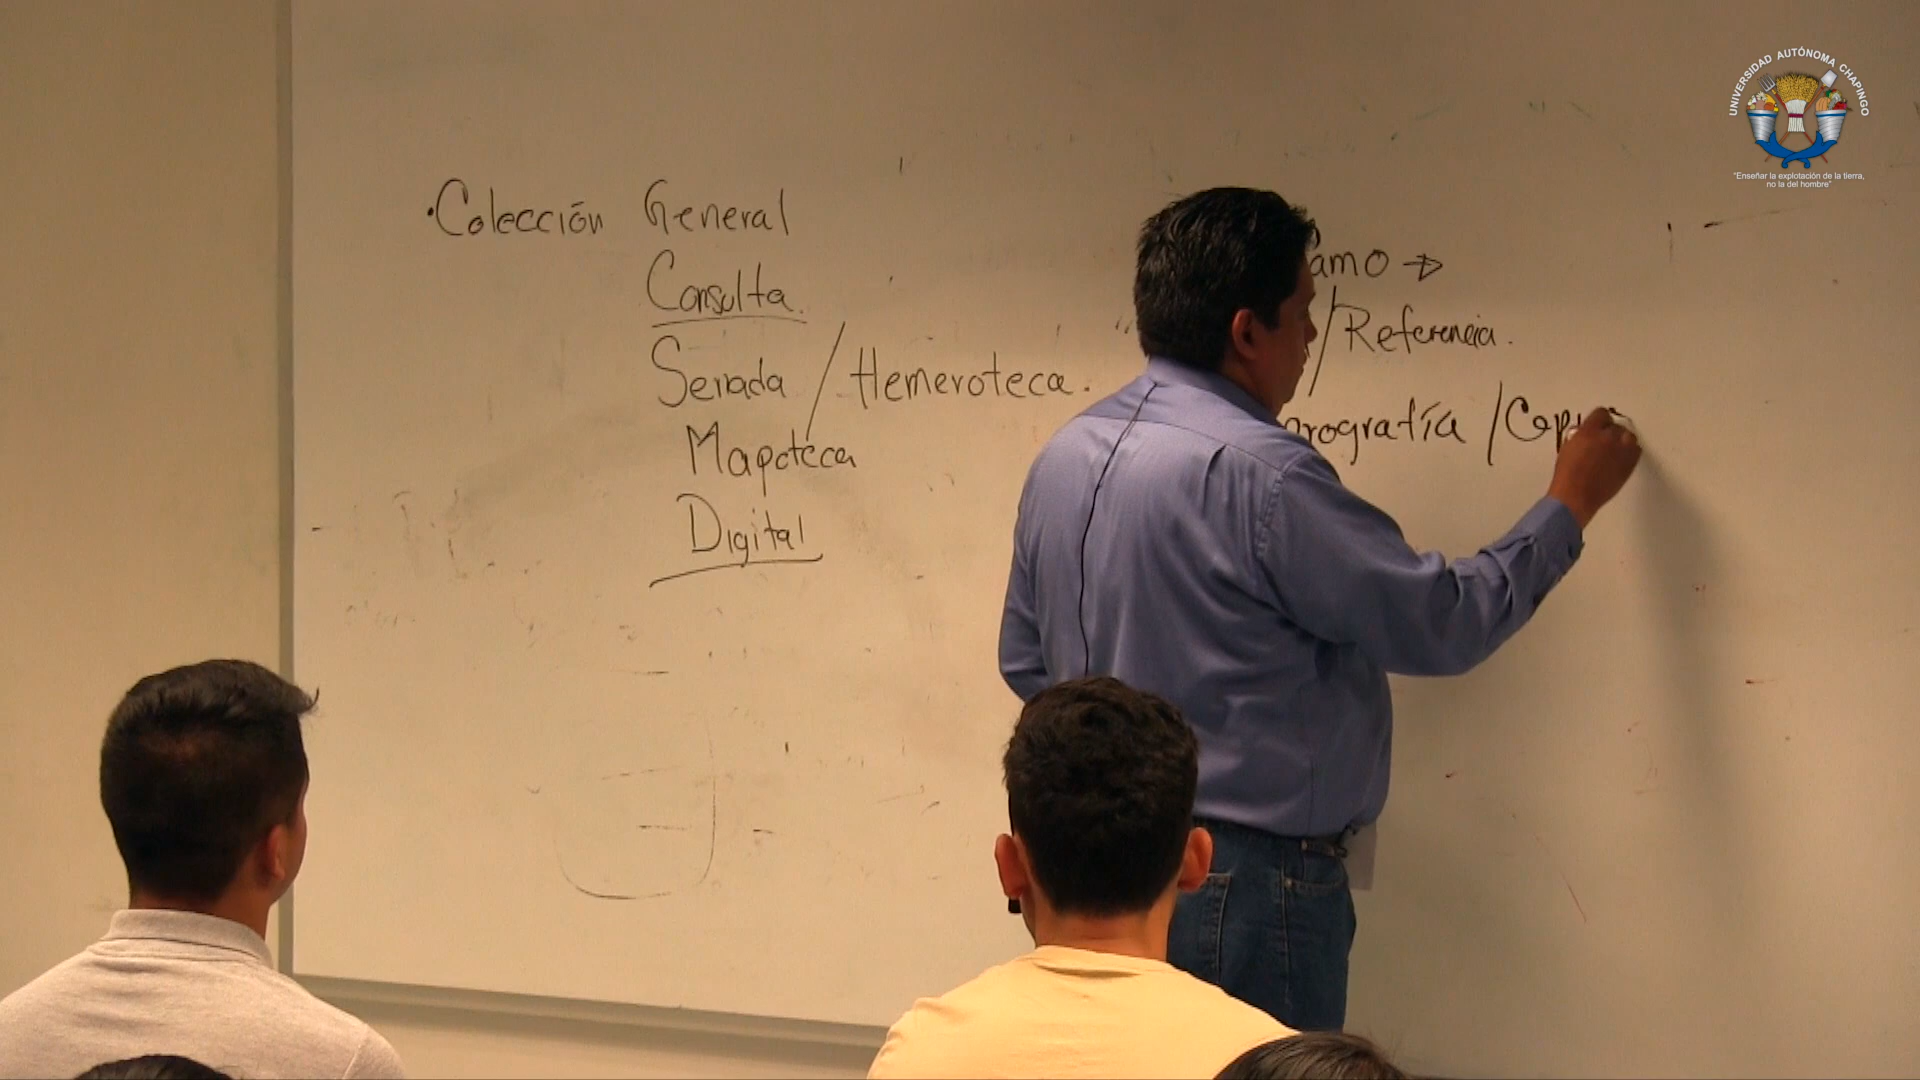 •Colección General
Consulta.
Seriada / Hemeroteca.
Mapoteca
Digital
amo →
/Referencia.
rografía /Cop
UNIVERSIDAD AUTÓNOMA CHAPINGO
"Enseñar la explotación de la tierra,
no la del hombre"